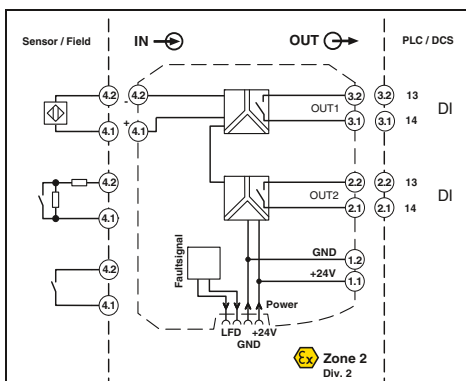 Sensor / Field
IN
OUT
PLC / DCS
4.2
4.2
-
3.2
3.2
13
OUT1
DI
4.1
+
4.1
3.1
3.1
14
4.2
2.2
2.2
13
OUT2
DI
4.1
2.1
2.1
14
Faultsignal
GND
1.2
4.2
+24V
1.1
4.1
Power
LFD
+24V
GND
Ex
Zone 2
Div. 2